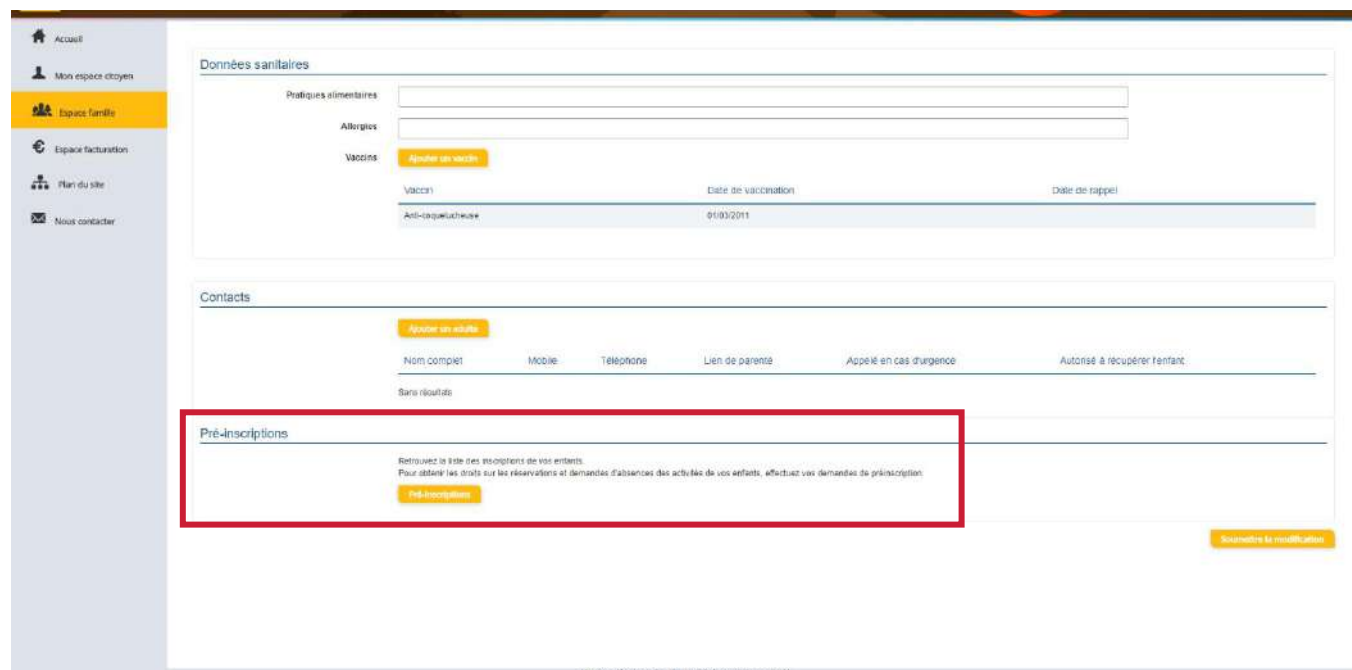 Accueil
Mon espace citoyen
Espace famille
Espace facturation
Plan du site
Nous contacter
Données sanitaires
Pratiques alimentaires
Allergies
Vaccins
Ajouter un vaccin
Vaccin Date de vaccination Date de rappel
Anti-coquelucheuse 01/03/2011
Contacts
Ajouter un adulte
Nom complet Mobile Téléphone Lien de parenté Appelé en cas d'urgence Autorisé à récupérer l'enfant
Sans résultats
Pré-inscriptions
Retrouvez la liste des inscriptions de vos enfants.
Pour obtenir les droits sur les réservations et demandes d'absences des activités de vos enfants, effectuez vos demandes de préinscription
Pré-inscriptions
Soumettre la modification